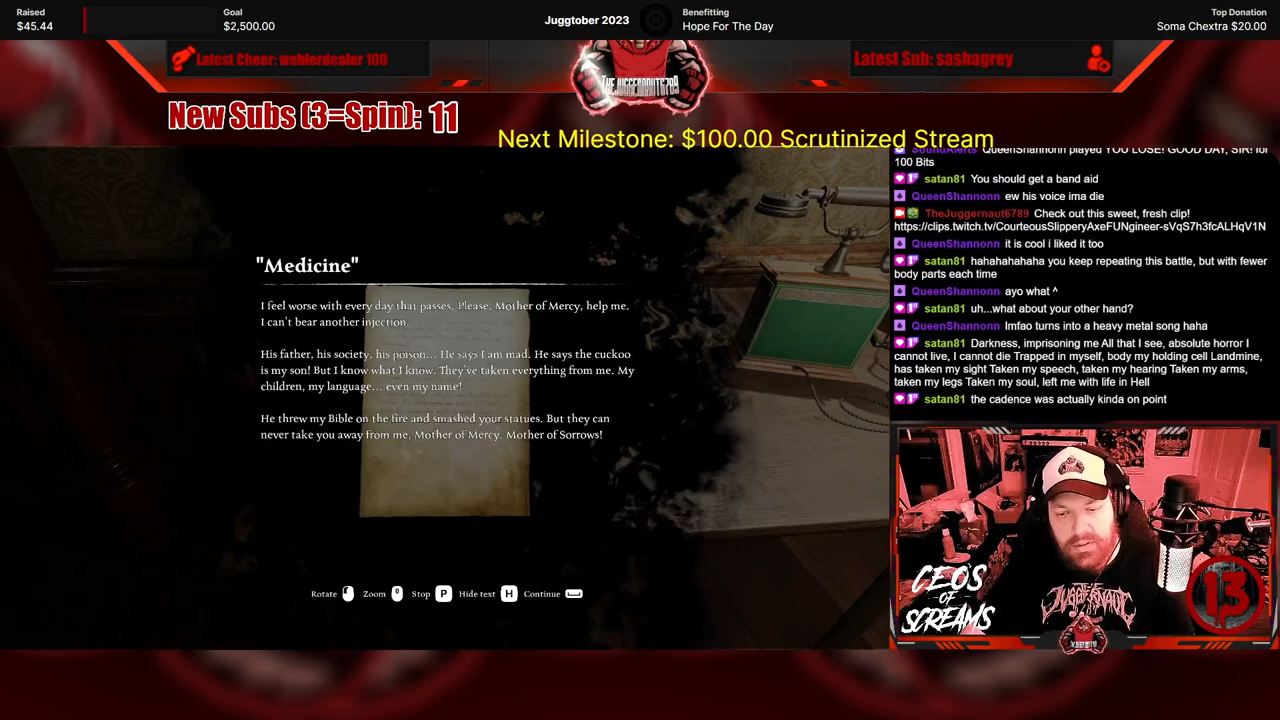 Raised
$45.44
Goal
$2,500.00
Juggtober 2023
Benefitting
Hope For The Day
Top Donation
Soma Chextra $20.00
Latest Cheer: wehlerdealer 100
THEJUGGERNAUT6789
Latest Sub: sashagrey
New Subs (3=Spin): 11
Next Milestone: $100.00 Scrutinized Stream
SoundAlerts QueenShannonn played YOU LOSE! GOOD DAY, SIR! for
100 Bits
satan81 You should get a band aid
QueenShannonn ew his voice ima die
TheJuggernaut6789 Check out this sweet, fresh clip!
https://clips.twitch.tv/CourteousSlipperyAxeFUNgineer-sVqS7h3fcALHqV1N
QueenShannonn it is cool i liked it too
satan81 hahahahahaha you keep repeating this battle, but with fewer
body parts each time
QueenShannonn ayo what ^
satan81 uh...what about your other hand?
QueenShannonn lmfao turns into a heavy metal song haha
satan81 Darkness, imprisoning me All that I see, absolute horror I
cannot live, I cannot die Trapped in myself, body my holding cell Landmine,
has taken my sight Taken my speech, taken my hearing Taken my arms,
taken my legs Taken my soul, left me with life in Hell
satan81 the cadence was actually kinda on point
"Medicine"
I feel worse with every day that passes. Please, Mother of Mercy, help me.
I can't bear another injection.
His father, his society, his poison... He says I am mad. He says the cuckoo
is my son! But I know what I know. They've taken everything from me. My
children, my language... even my name!
He threw my Bible on the fire and smashed your statues. But they can
never take you away from me, Mother of Mercy. Mother of Sorrows!
Rotate Zoom Stop P Hide text H Continue
CEOS
OF
SCREAMS
THE
JUGGERNAUT
13